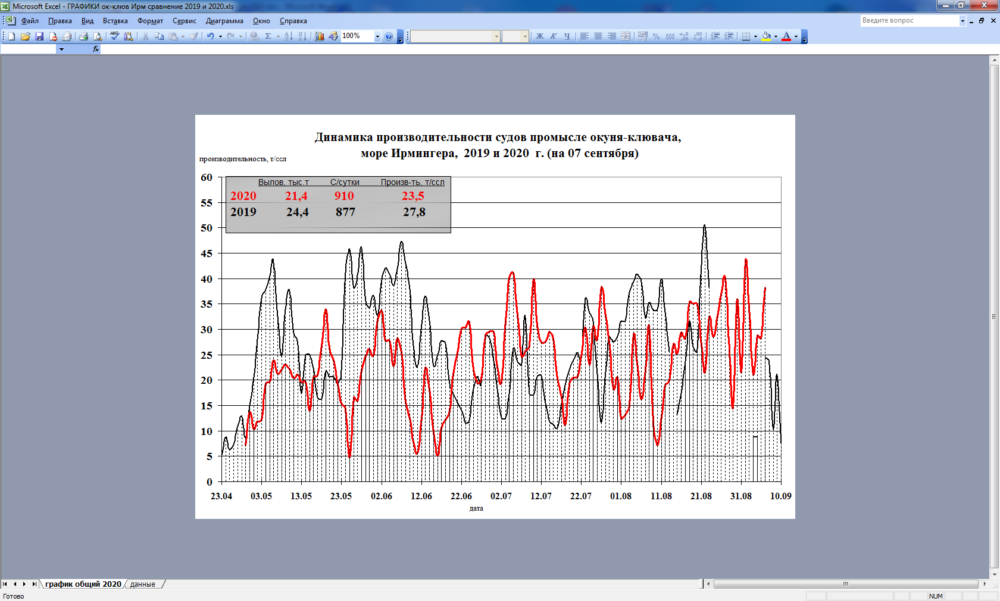 Microsoft Excel - ГРАФИКИ ок-клюв Ирм сравнение 2019 и 2020.xls
Файл Правка Вид Вставка Формат Сервис Диаграмма Окно Справка
Введите вопрос
100%
Ж К Ч
% 000
fx
Динамика производительности судов промысле окуня-клювача,
море Ирмингера, 2019 и 2020 г. (на 07 сентября)
производительность, т/ссл
Вылов, тыс.т С/сутки Произв-ть, т/ссл
2020 21,4 910 23,5
2019 24,4 877 27,8
60
55
50
45
40
35
30
25
20
15
10
5
0
23.04 03.05 13.05 23.05 02.06 12.06 22.06 02.07 12.07 22.07 01.08 11.08 21.08 31.08 10.09
дата
график общий 2020 данные
Готово
NUM